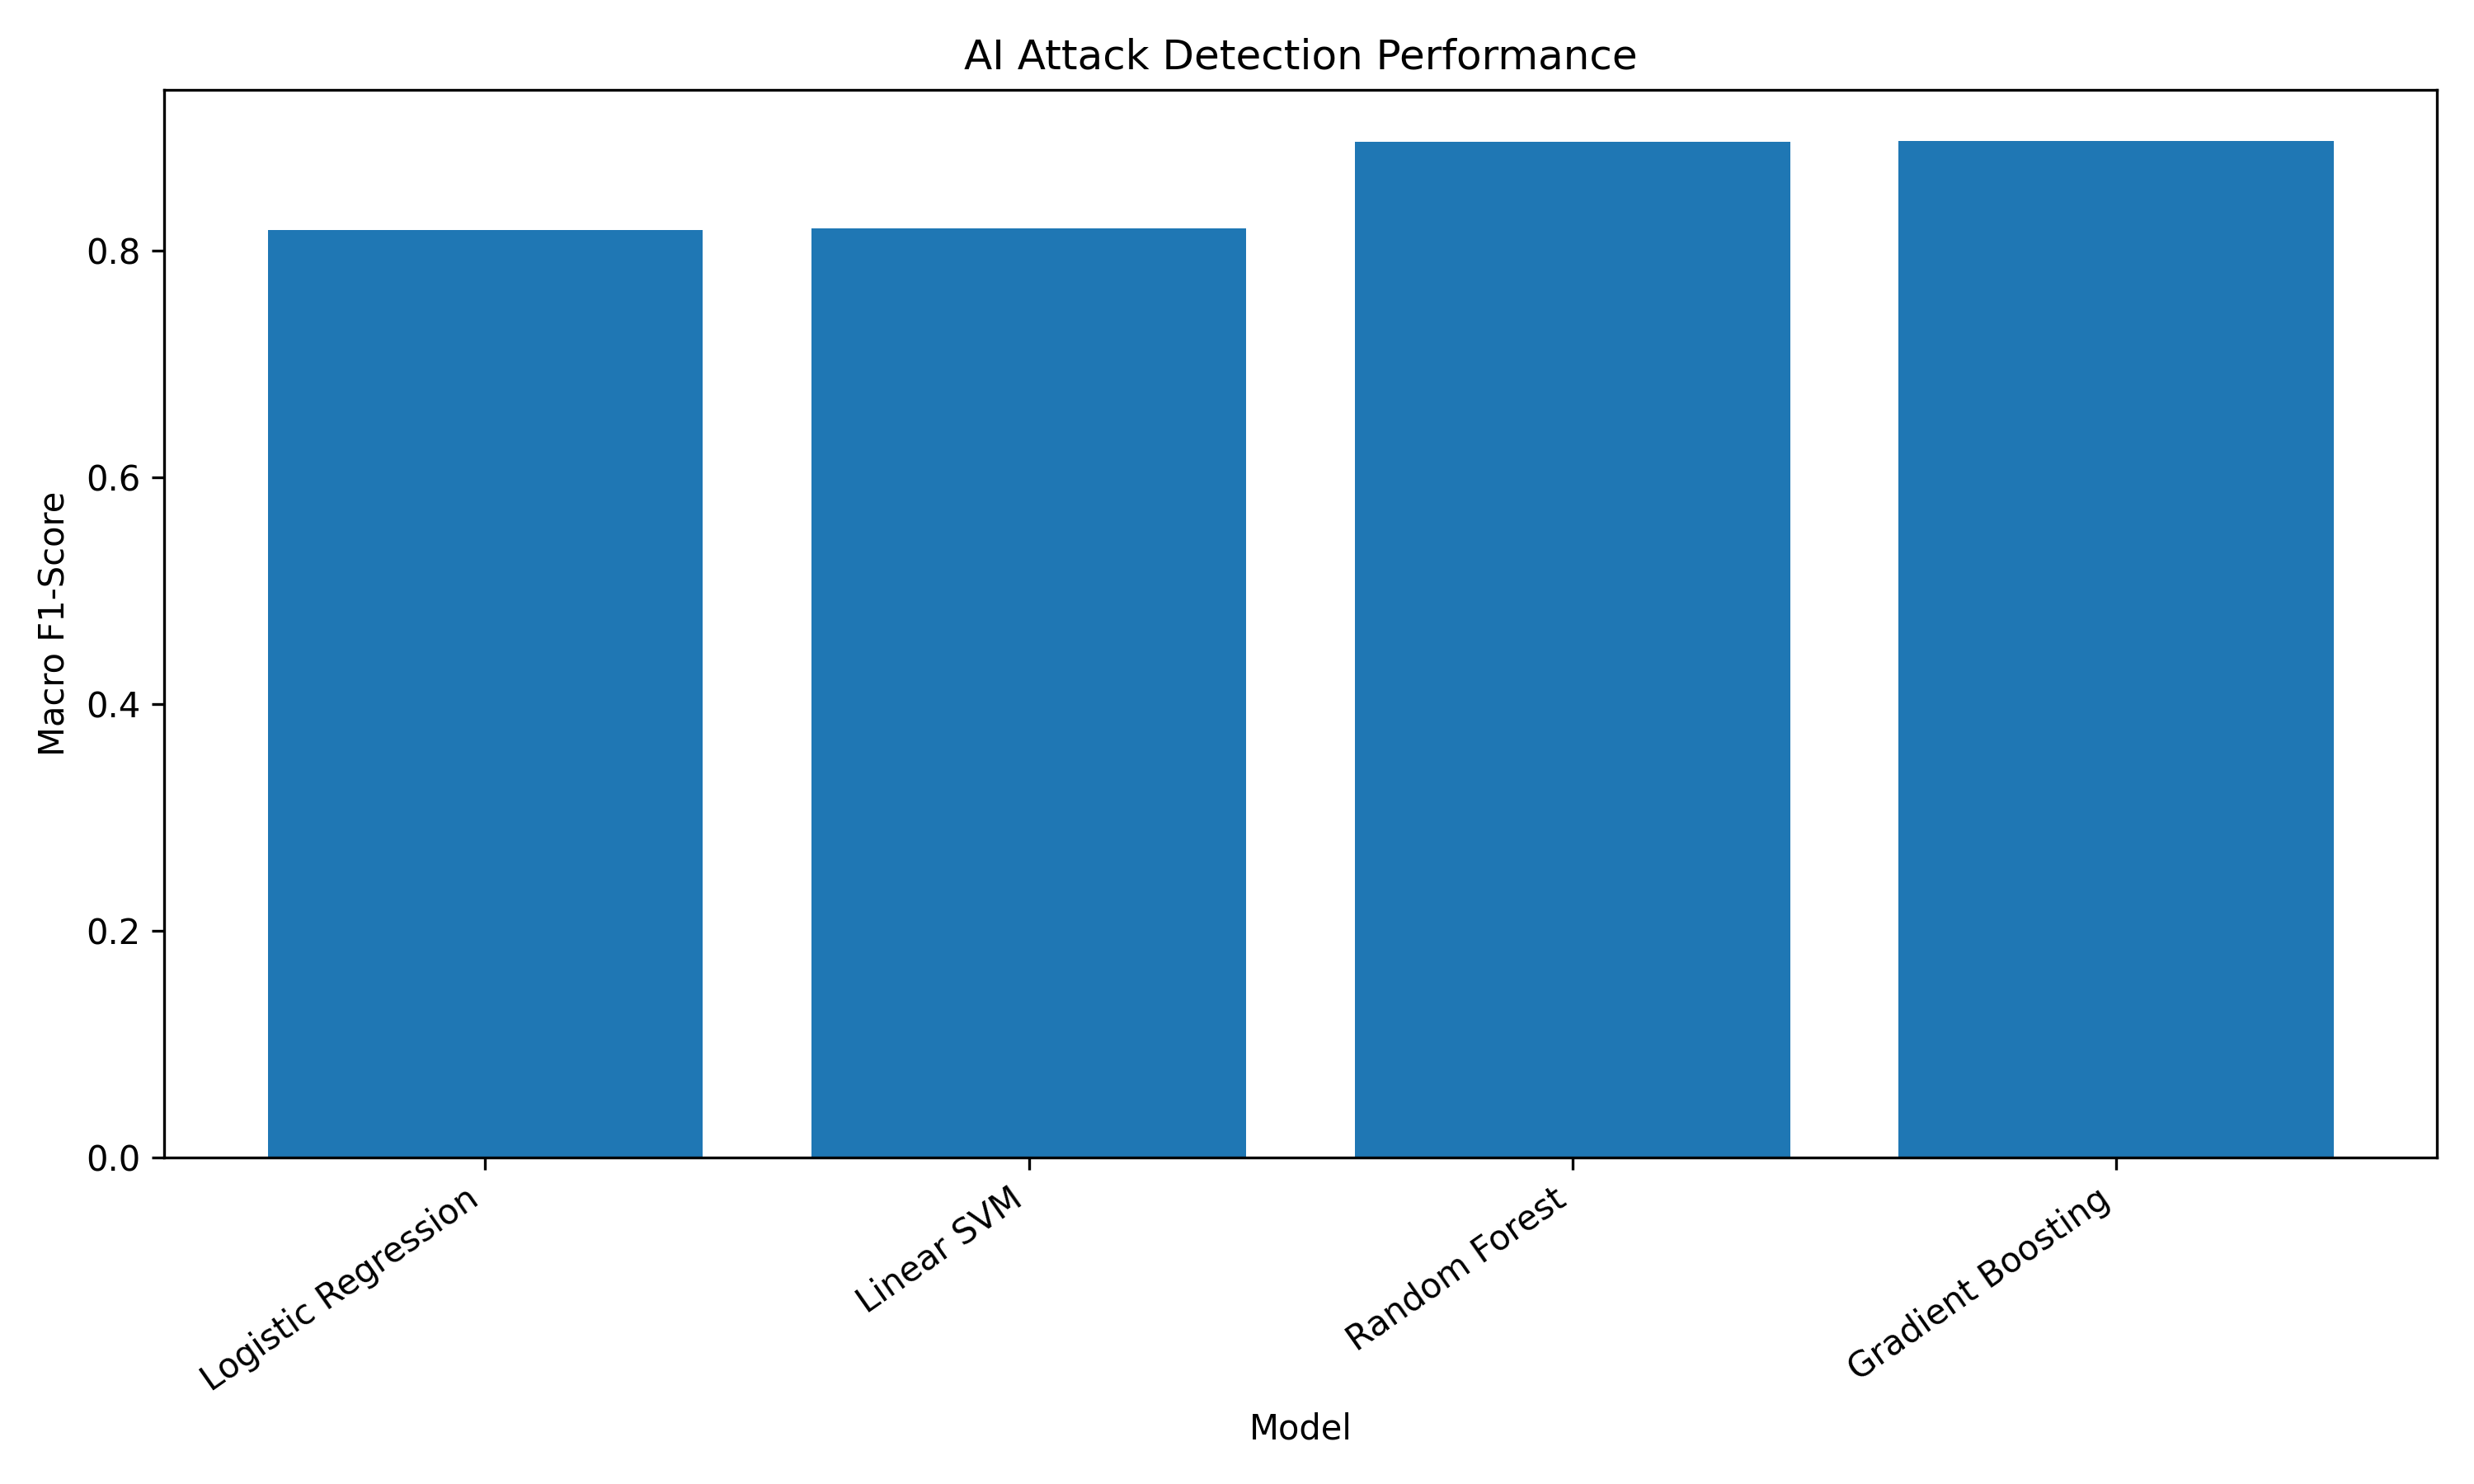 AI Attack Detection Performance
Macro F1-Score
0.8
0.6
0.4
0.2
0.0
Logistic Regression
Linear SVM
Random Forest
Gradient Boosting
Model